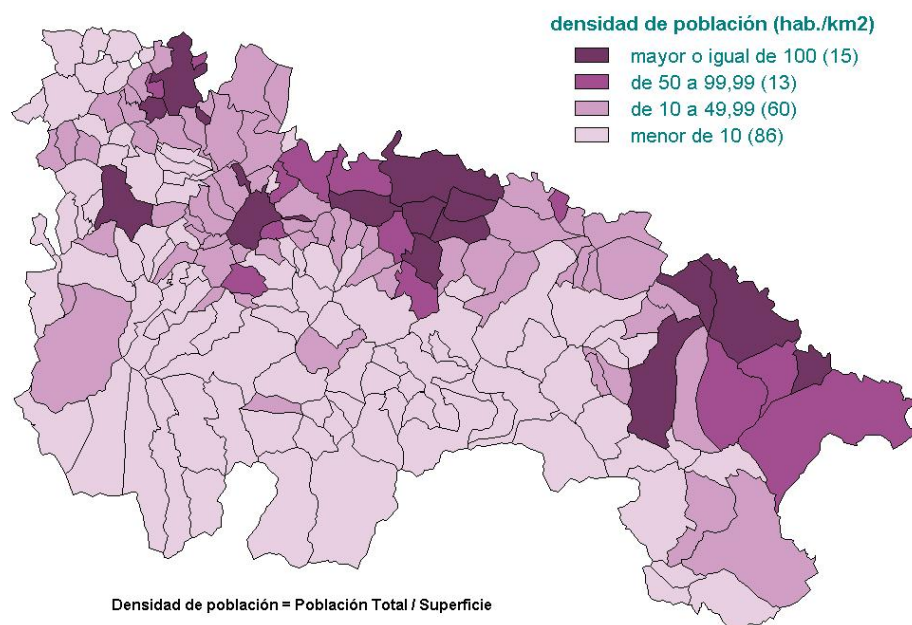 densidad de población (hab./km2)
mayor o igual de 100 (15)
de 50 a 99,99 (13)
de 10 a 49,99 (60)
menor de 10 (86)
Densidad de población = Población Total / Superficie